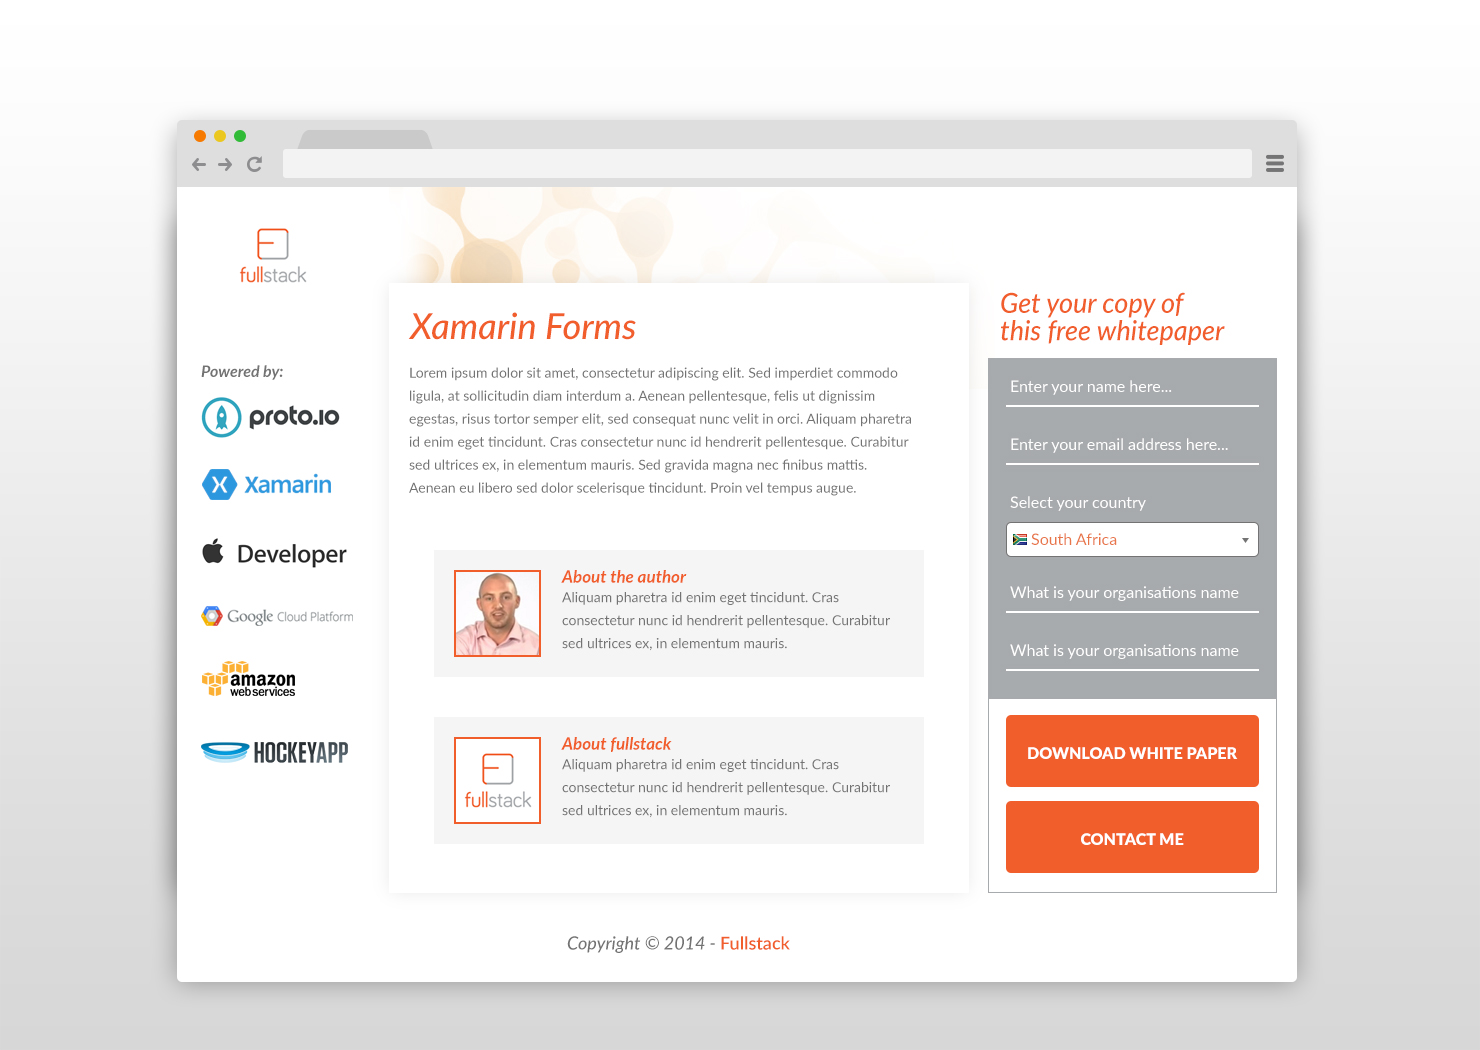 fullstack
Powered by:
proto.io
Xamarin
Developer
Google Cloud Platform
amazon
web services
HOCKEYAPP
Xamarin Forms
Lorem ipsum dolor sit amet, consectetur adipiscing elit. Sed imperdiet commodo
ligula, at sollicitudin diam interdum a. Aenean pellentesque, felis ut dignissim
egestas, risus tortor semper elit, sed consequat nunc velit in orci. Aliquam pharetra
id enim eget tincidunt. Cras consectetur nunc id hendrerit pellentesque. Curabitur
sed ultrices ex, in elementum mauris. Sed gravida magna nec finibus mattis.
Aenean eu libero sed dolor scelerisque tincidunt. Proin vel tempus augue.
About the author
Aliquam pharetra id enim eget tincidunt. Cras
consectetur nunc id hendrerit pellentesque. Curabitur
sed ultrices ex, in elementum mauris.
fullstack
About fullstack
Aliquam pharetra id enim eget tincidunt. Cras
consectetur nunc id hendrerit pellentesque. Curabitur
sed ultrices ex, in elementum mauris.
Get your copy of
this free whitepaper
Enter your name here...
Enter your email address here...
Select your country
South Africa
What is your organisations name
What is your organisations name
DOWNLOAD WHITE PAPER
CONTACT ME
Copyright © 2014 - Fullstack